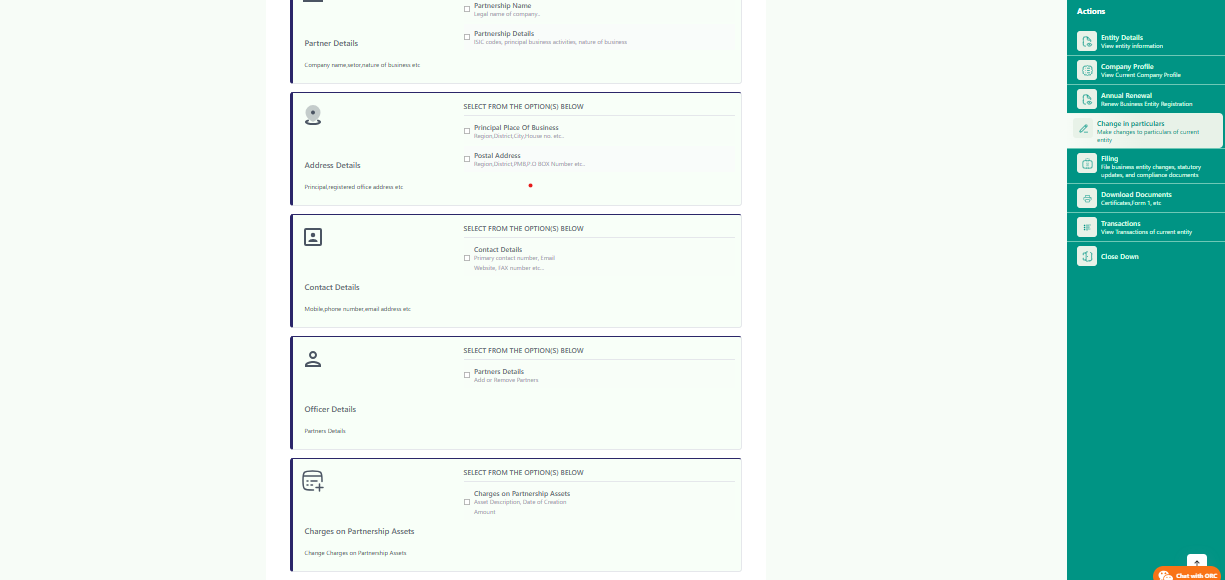 Partnership Name
Legal name of company..
Partnership Details
ISIC codes, principal business activities, nature of business
Partner Details
Company name,setor,nature of business etc
SELECT FROM THE OPTION(S) BELOW
Principal Place Of Business
Region,District,City,House no. etc..
Postal Address
Region,District,PMB,P.O BOX Number etc..
Address Details
Principal,registered office address etc
SELECT FROM THE OPTION(S) BELOW
Contact Details
Primary contact number, Email
Website, FAX number etc...
Contact Details
Mobile,phone number,email address etc
SELECT FROM THE OPTION(S) BELOW
Partners Details
Add or Remove Partners
Officer Details
Partners Details
SELECT FROM THE OPTION(S) BELOW
Charges on Partnership Assets
Asset Description, Date of Creation
Amount
Charges on Partnership Assets
Change Charges on Partnership Assets
Actions
Entity Details
View entity information
Company Profile
View Current Company Profile
Annual Renewal
Renew Business Entity Registration
Change in particulars
Make changes to particulars of current
entity
Filing
File business entity changes, statutory
updates, and compliance documents
Download Documents
Certificates,Form 1, etc
Transactions
View Transactions of current entity
Close Down
Chat with ORC